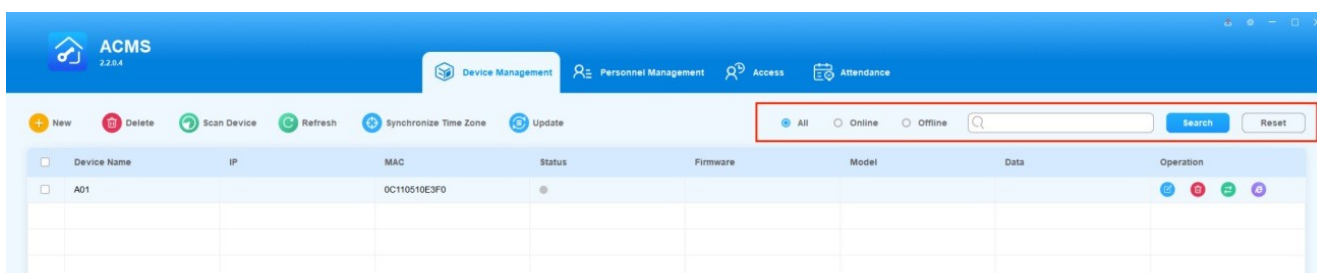 ACMS
2.2.0.4
Device Management Personnel Management Access Attendance
New Delete Scan Device Refresh Synchronize Time Zone Update All Online Offline Search Reset
Device Name IP MAC Status Firmware Model Data Operation
A01 0C110510E3F0